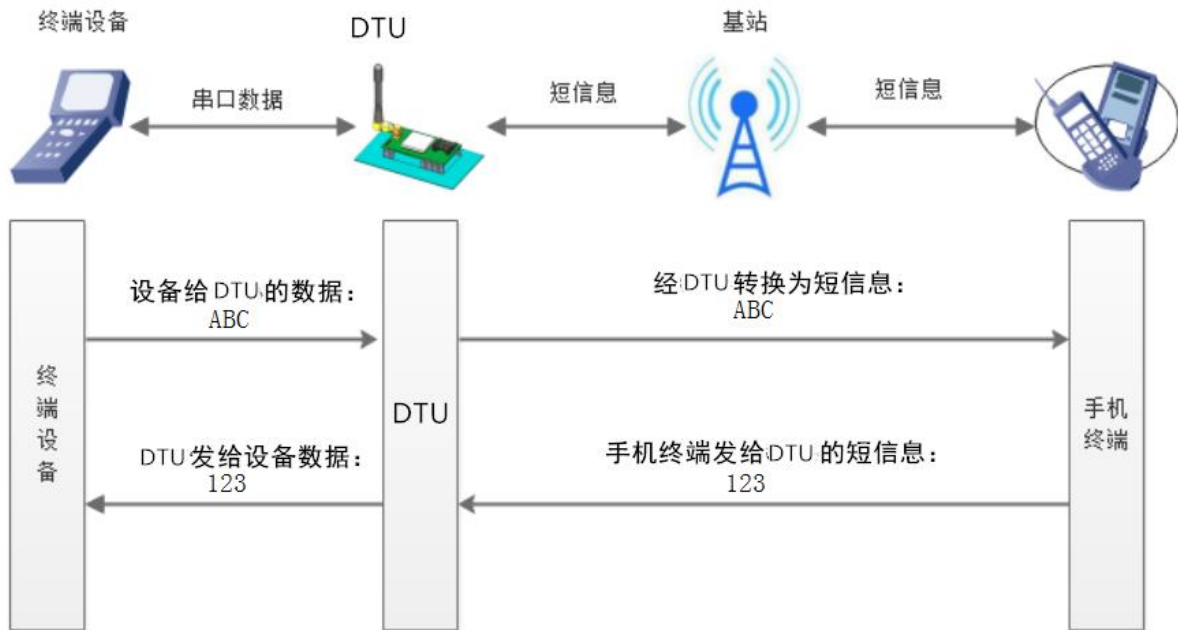 终端设备
DTU
基站
串口数据
短信息
短信息
设备给DTU的数据：
ABC
经DTU转换为短信息：
ABC
终端设备
DTU
手机终端
DTU发给设备数据：
123
手机终端发给DTU的短信息：
123